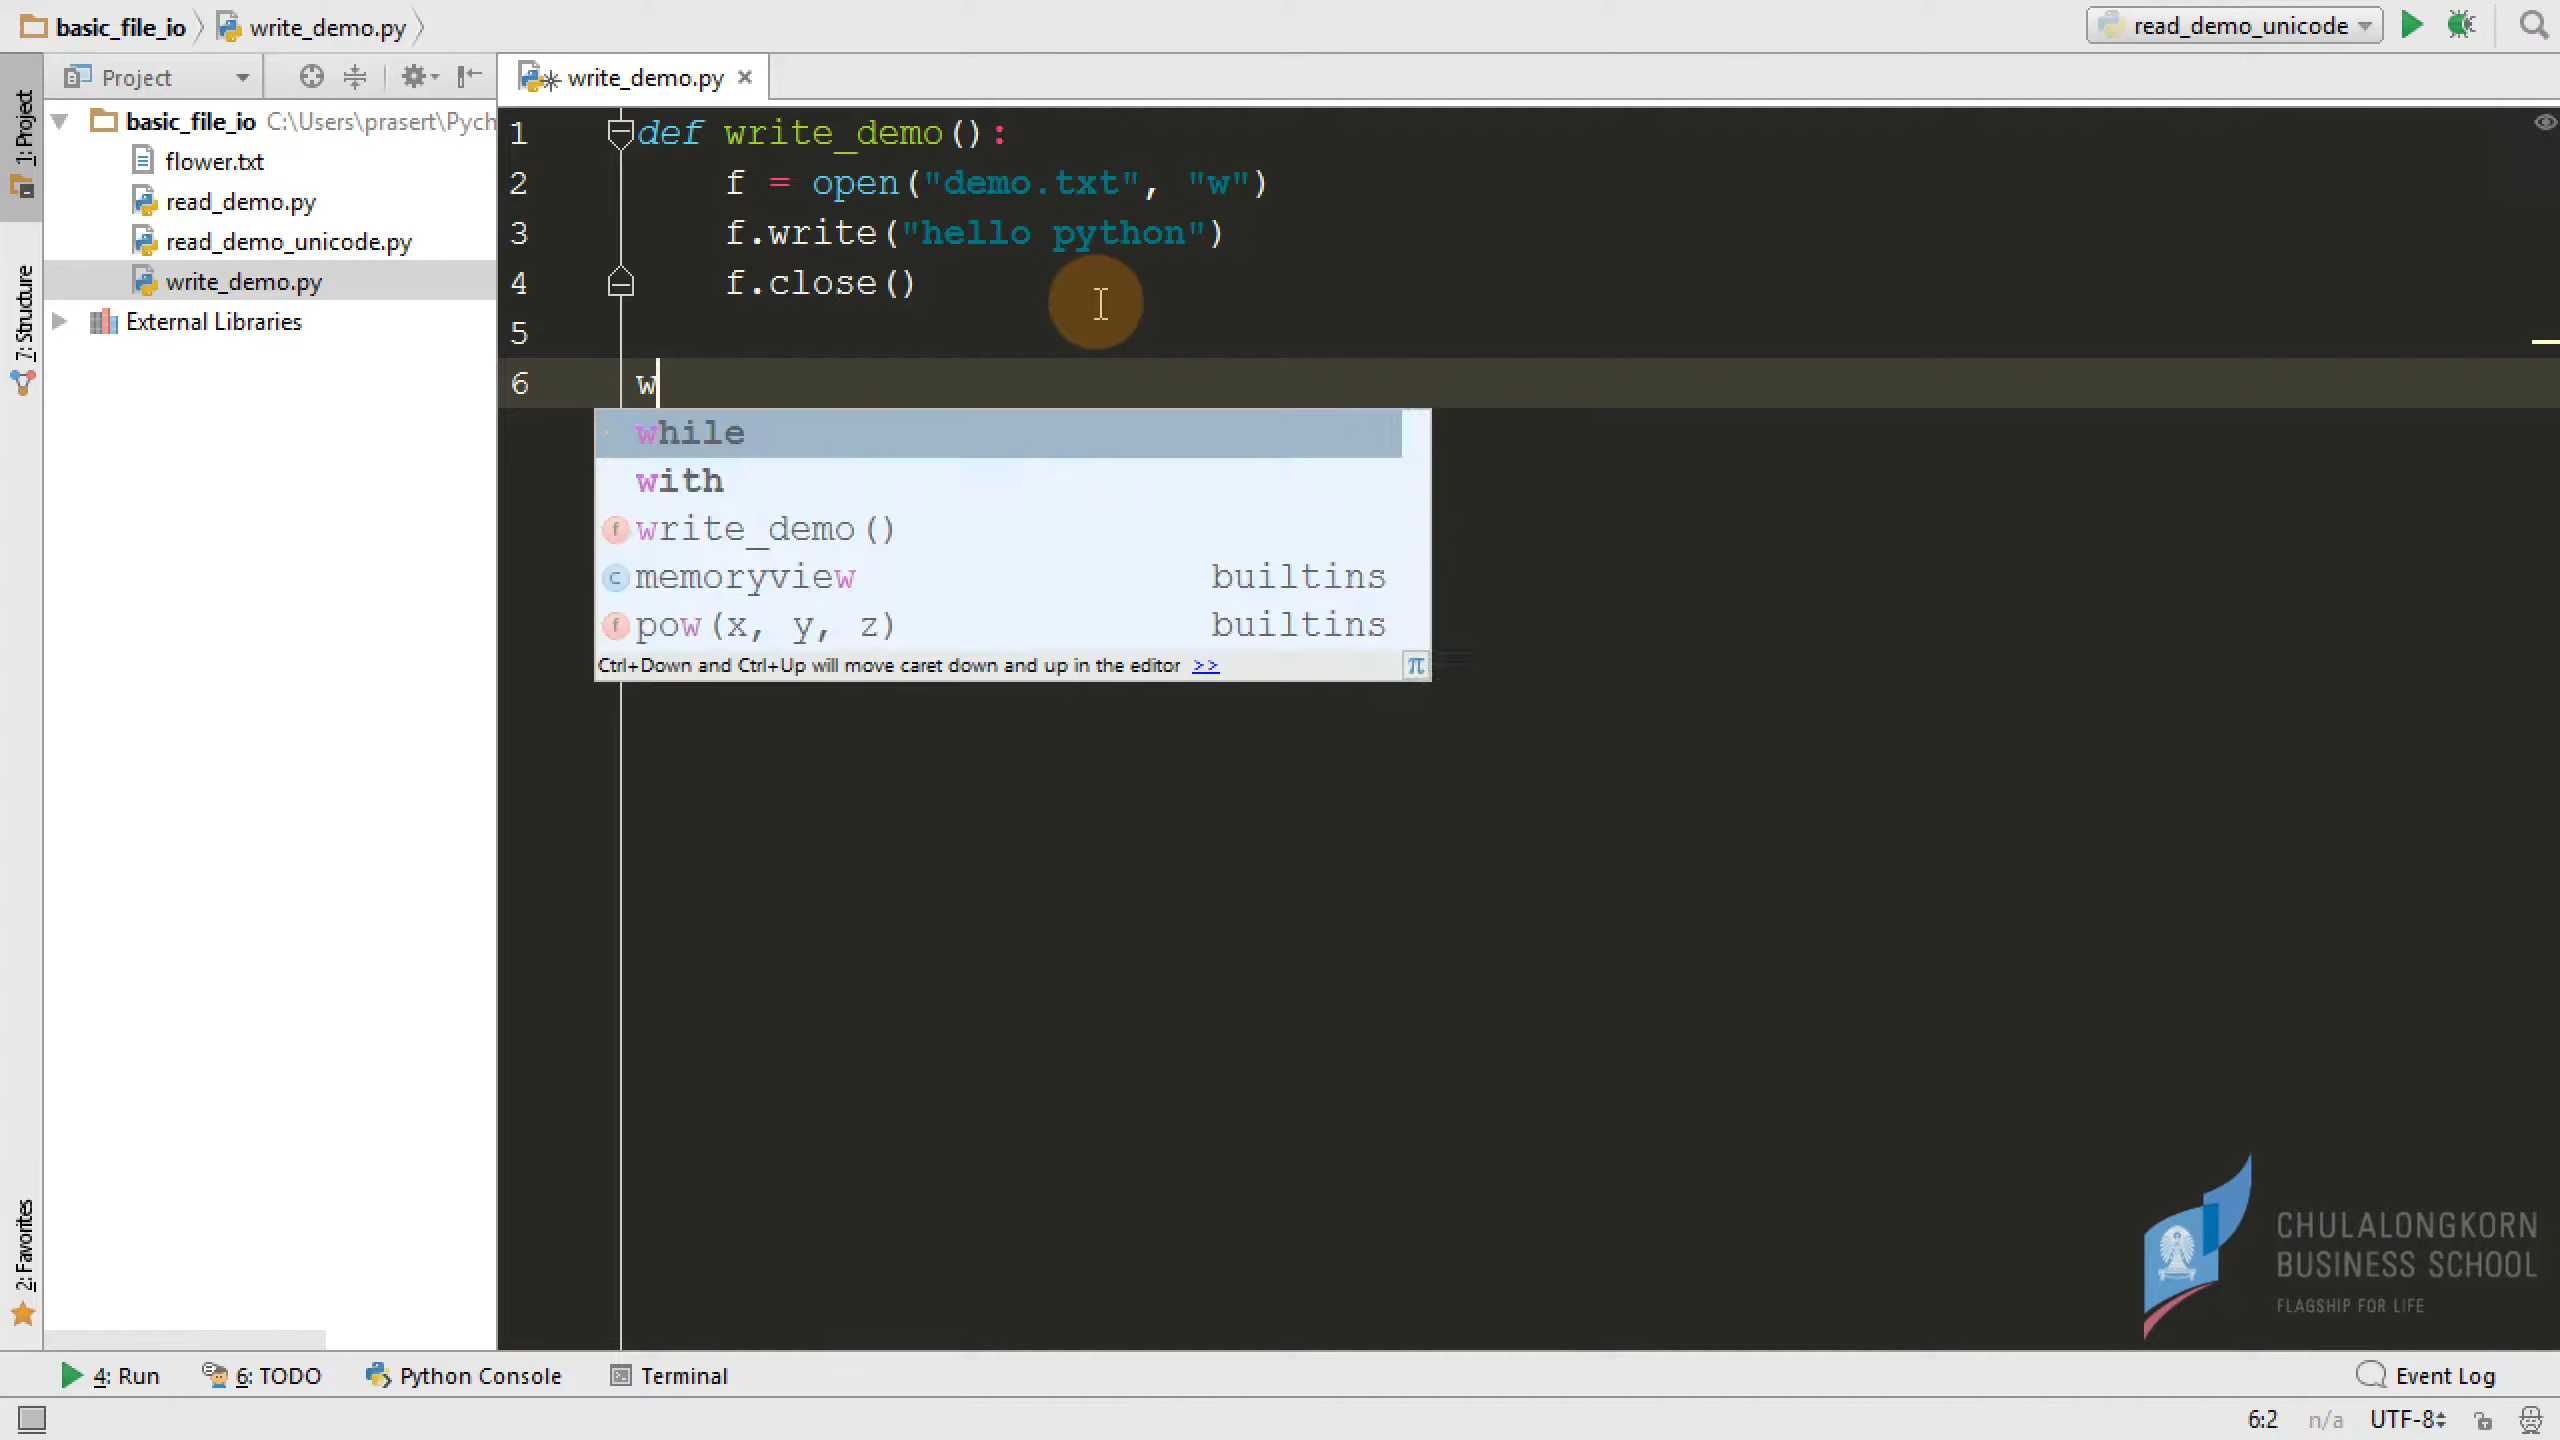 basic_file_io write_demo.py
read_demo_unicode
Project
write_demo.py
1: Project
7: Structure
2: Favorites
basic_file_io C:\Users\prasert\Pych
flower.txt
read_demo.py
read_demo_unicode.py
write_demo.py
External Libraries
1 def write_demo():
2 f = open("demo.txt", "w")
3 f.write("hello python")
4 f.close()
5
6 w
while
with
f write_demo()
c memoryview builtins
f pow(x, y, z) builtins
Ctrl+Down and Ctrl+Up will move caret down and up in the editor >> π
CHULALONGKORN
BUSINESS SCHOOL
FLAGSHIP FOR LIFE
4: Run 6: TODO Python Console Terminal Event Log
6:2 n/a UTF-8